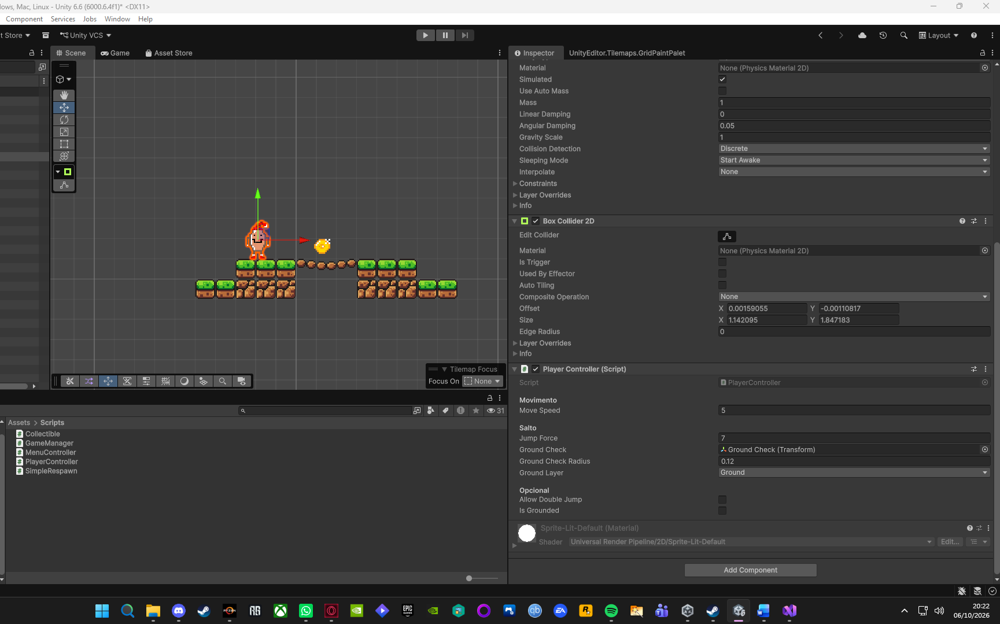 ows, Mac, Linux - Unity 6.6 (6000.6.4f1)* <DX11>
Component Services Jobs Window Help
t Store Unity VCS Layout
Scene Game Asset Store
Tilemap Focus
Focus On None
31
Assets > Scripts
Collectible
GameManager
MenuController
PlayerController
SimpleRespawn
Inspector UnityEditor.Tilemaps.GridPaintPalet
Material None (Physics Material 2D)
Simulated
Use Auto Mass
Mass 1
Linear Damping 0
Angular Damping 0.05
Gravity Scale 1
Collision Detection Discrete
Sleeping Mode Start Awake
Interpolate None
Constraints
Layer Overrides
Info
Box Collider 2D
Edit Collider
Material None (Physics Material 2D)
Is Trigger
Used By Effector
Auto Tiling
Composite Operation None
Offset X 0.00159055 Y -0.00110817
Size X 1.142095 Y 1.847183
Edge Radius 0
Layer Overrides
Info
Player Controller (Script)
Script PlayerController
Movimento
Move Speed 5
Salto
Jump Force 7
Ground Check Ground Check (Transform)
Ground Check Radius 0.12
Ground Layer Ground
Opcional
Allow Double Jump
Is Grounded
Sprite-Lit-Default (Material)
Shader Universal Render Pipeline/2D/Sprite-Lit-Default Edit...
Add Component
20:22
06/10/2026